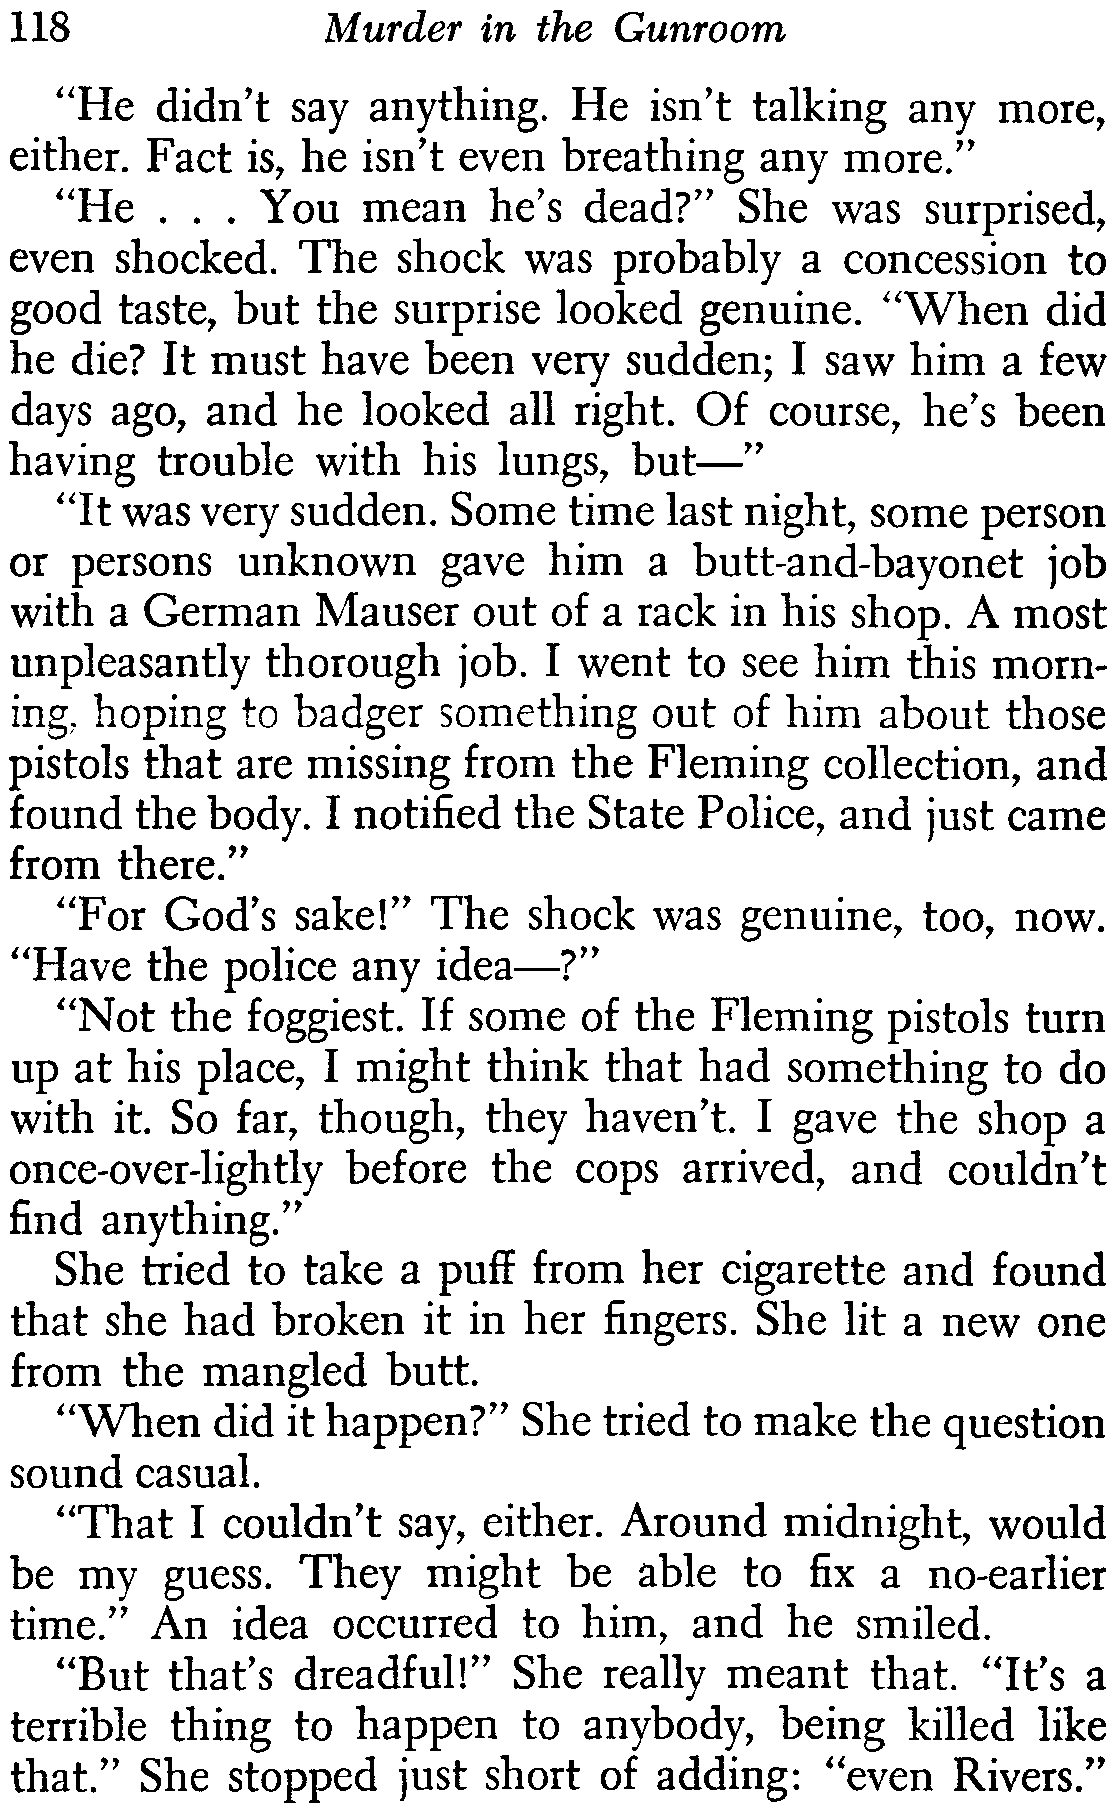 118 Murder in the Gunroom
“He didn’t say anything. He isn’t talking any more,
either. Fact is, he isn’t even breathing any more.”
“He . . . You mean he’s dead?” She was surprised,
even shocked. The shock was probably a concession to
good taste, but the surprise looked genuine. “When did
he die? It must have been very sudden; I saw him a few
days ago, and he looked all right. Of course, he’s been
having trouble with his lungs, but—”
“It was very sudden. Some time last night, some person
or persons unknown gave him a butt-and-bayonet job
with a German Mauser out of a rack in his shop. A most
unpleasantly thorough job. I went to see him this morn-
ing, hoping to badger something out of him about those
pistols that are missing from the Fleming collection, and
found the body. I notified the State Police, and just came
from there.”
“For God’s sake!” The shock was genuine, too, now.
“Have the police any idea—?”
“Not the foggiest. If some of the Fleming pistols turn
up at his place, I might think that had something to do
with it. So far, though, they haven’t. I gave the shop a
once-over-lightly before the cops arrived, and couldn’t
find anything.”
She tried to take a puff from her cigarette and found
that she had broken it in her fingers. She lit a new one
from the mangled butt.
“When did it happen?” She tried to make the question
sound casual.
“That I couldn’t say, either. Around midnight, would
be my guess. They might be able to fix a no-earlier
time.” An idea occurred to him, and he smiled.
“But that’s dreadful!” She really meant that. “It’s a
terrible thing to happen to anybody, being killed like
that.” She stopped just short of adding: “even Rivers.”